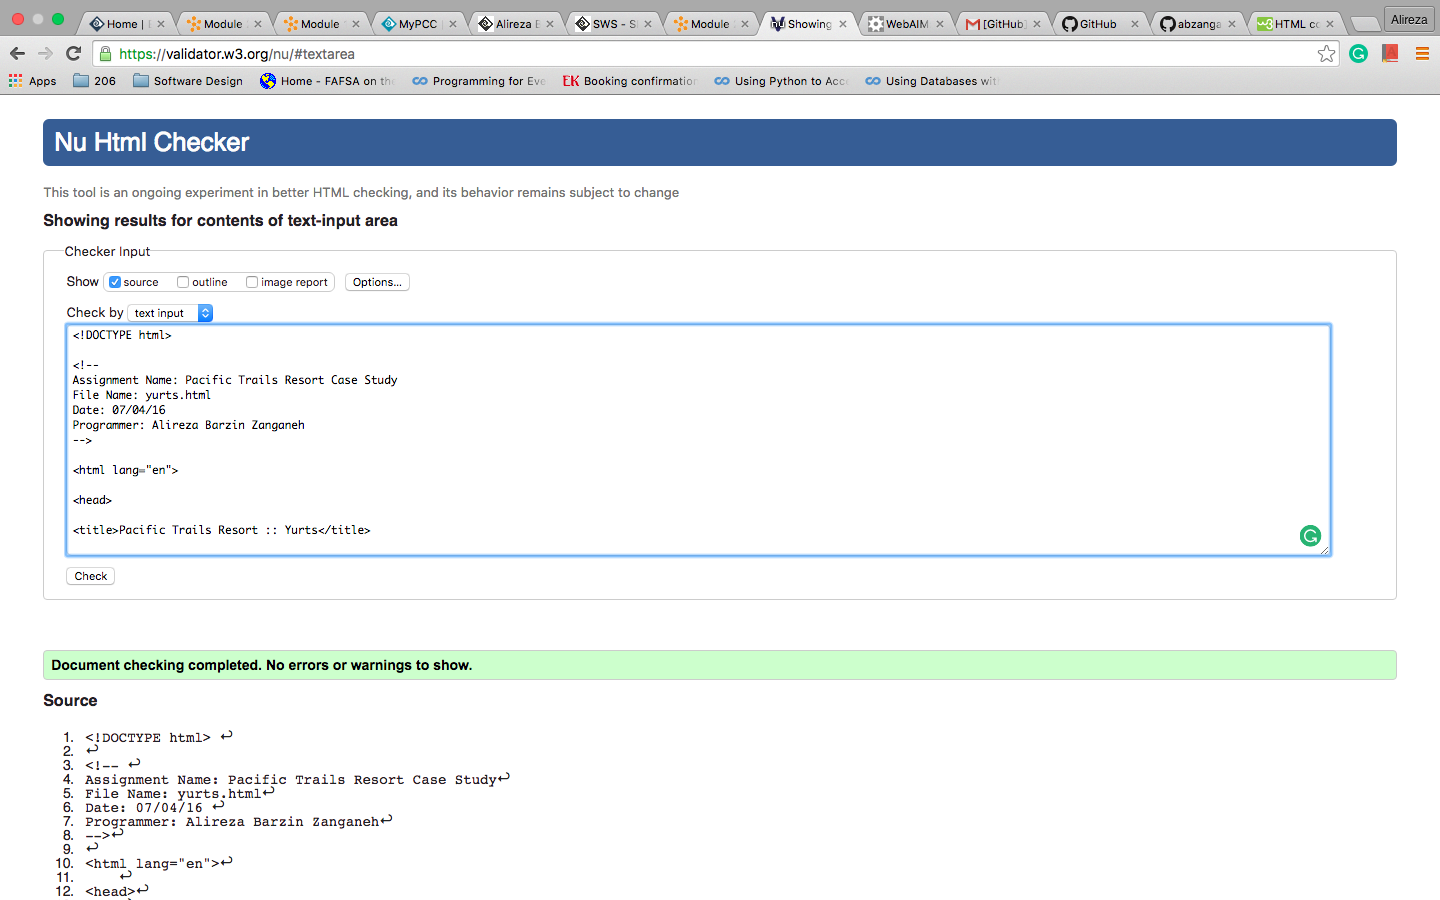 Home | E
Module
Module
MyPCC |
Alireza B
SWS - S
Module
Showing
WebAIM
[GitHub]
GitHub
abzanga
HTML co
Alireza
https://validator.w3.org/nu/#textarea
Apps
206
Software Design
Home - FAFSA on the
Programming for Eve
EK Booking confirmation
Using Python to Acce
Using Databases with
Nu Html Checker
This tool is an ongoing experiment in better HTML checking, and its behavior remains subject to change
Showing results for contents of text-input area
Checker Input
Show source outline image report Options...
Check by text input
<!DOCTYPE html>
<!--
Assignment Name: Pacific Trails Resort Case Study
File Name: yurts.html
Date: 07/04/16
Programmer: Alireza Barzin Zanganeh
-->
<html lang="en">
<head>
<title>Pacific Trails Resort :: Yurts</title>
Check
Document checking completed. No errors or warnings to show.
Source
1. <!DOCTYPE html> ↩
2. ↩
3. <!-- ↩
4. Assignment Name: Pacific Trails Resort Case Study↩
5. File Name: yurts.html↩
6. Date: 07/04/16 ↩
7. Programmer: Alireza Barzin Zanganeh↩
8. -->↩
9. ↩
10. <html lang="en">↩
11. ↩
12. <head>↩